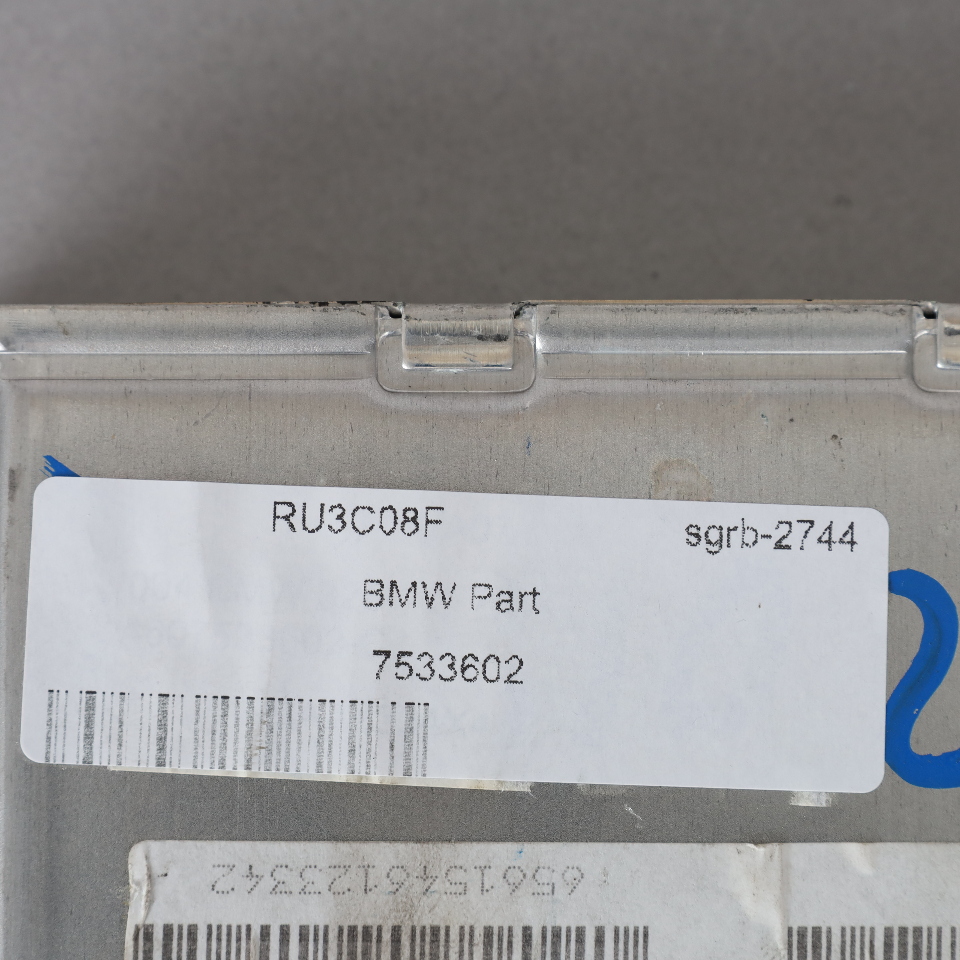 RU3C08F
sgrb-2744
BMW Part
7533602